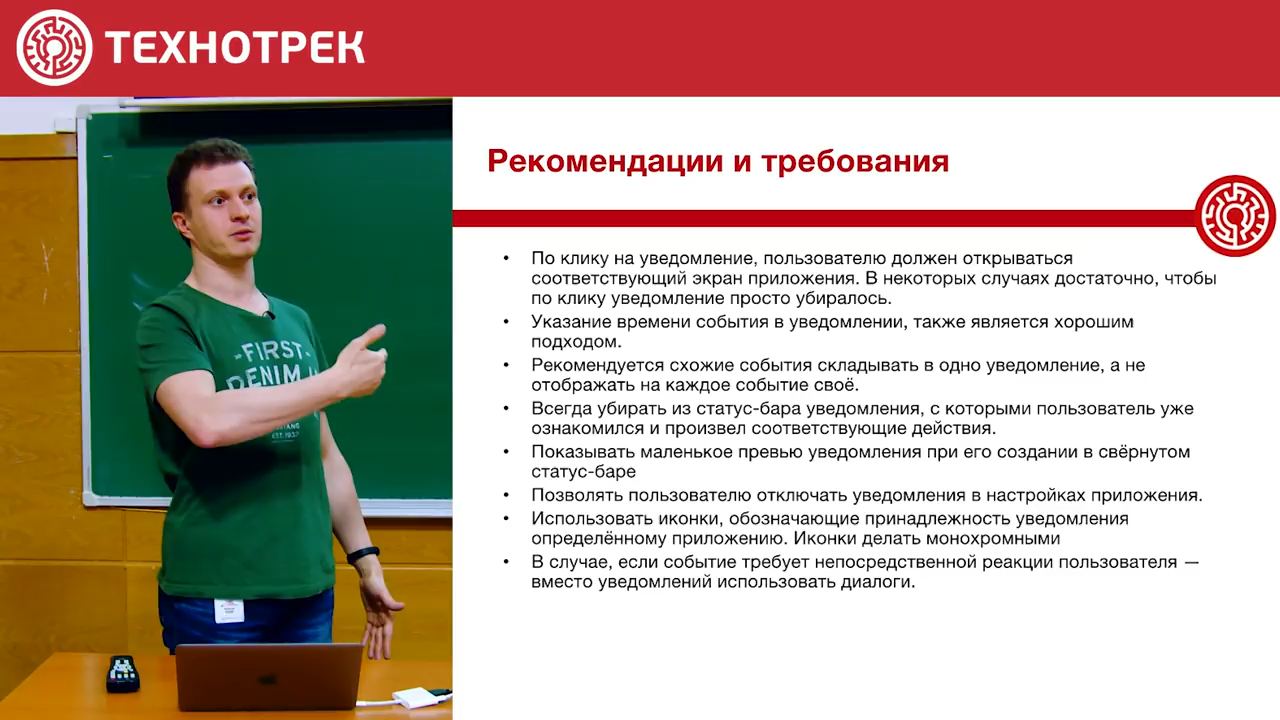 ТЕХНОТРЕК
Рекомендации и требования
• По клику на уведомление, пользователю должен открываться
соответствующий экран приложения. В некоторых случаях достаточно, чтобы
по клику уведомление просто убиралось.
• Указание времени события в уведомлении, также является хорошим
подходом.
• Рекомендуется схожие события складывать в одно уведомление, а не
отображать на каждое событие своё.
• Всегда убирать из статус-бара уведомления, с которыми пользователь уже
ознакомился и произвел соответствующие действия.
• Показывать маленькое превью уведомления при его создании в свёрнутом
статус-баре
• Позволять пользователю отключать уведомления в настройках приложения.
• Использовать иконки, обозначающие принадлежность уведомления
определённому приложению. Иконки делать монохромными
• В случае, если событие требует непосредственной реакции пользователя —
вместо уведомлений использовать диалоги.
FIRST
DENIM